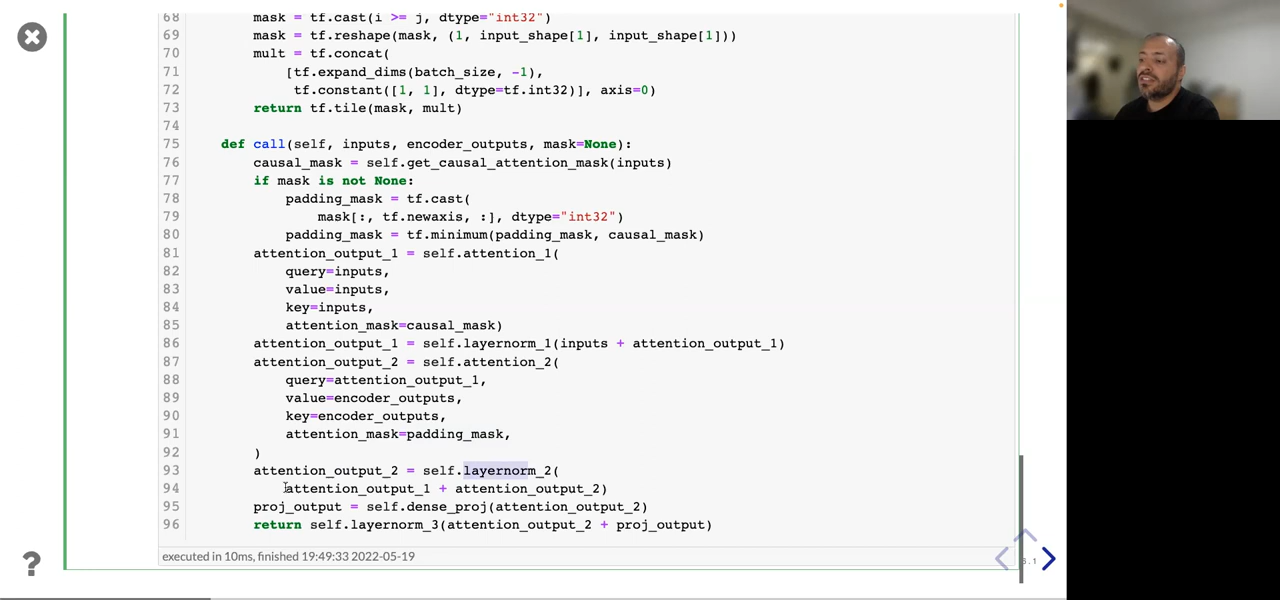 68 mask = tf.cast(i >= j, dtype="int32")
69 mask = tf.reshape(mask, (1, input_shape[1], input_shape[1]))
70 mult = tf.concat(
71 [tf.expand_dims(batch_size, -1),
72 tf.constant([1, 1], dtype=tf.int32)], axis=0)
73 return tf.tile(mask, mult)
74
75 def call(self, inputs, encoder_outputs, mask=None):
76 causal_mask = self.get_causal_attention_mask(inputs)
77 if mask is not None:
78 padding_mask = tf.cast(
79 mask[:, tf.newaxis, :], dtype="int32")
80 padding_mask = tf.minimum(padding_mask, causal_mask)
81 attention_output_1 = self.attention_1(
82 query=inputs,
83 value=inputs,
84 key=inputs,
85 attention_mask=causal_mask)
86 attention_output_1 = self.layernorm_1(inputs + attention_output_1)
87 attention_output_2 = self.attention_2(
88 query=attention_output_1,
89 value=encoder_outputs,
90 key=encoder_outputs,
91 attention_mask=padding_mask,
92 )
93 attention_output_2 = self.layernorm_2(
94 attention_output_1 + attention_output_2)
95 proj_output = self.dense_proj(attention_output_2)
96 return self.layernorm_3(attention_output_2 + proj_output)
executed in 10ms, finished 19:49:33 2022-05-19
?